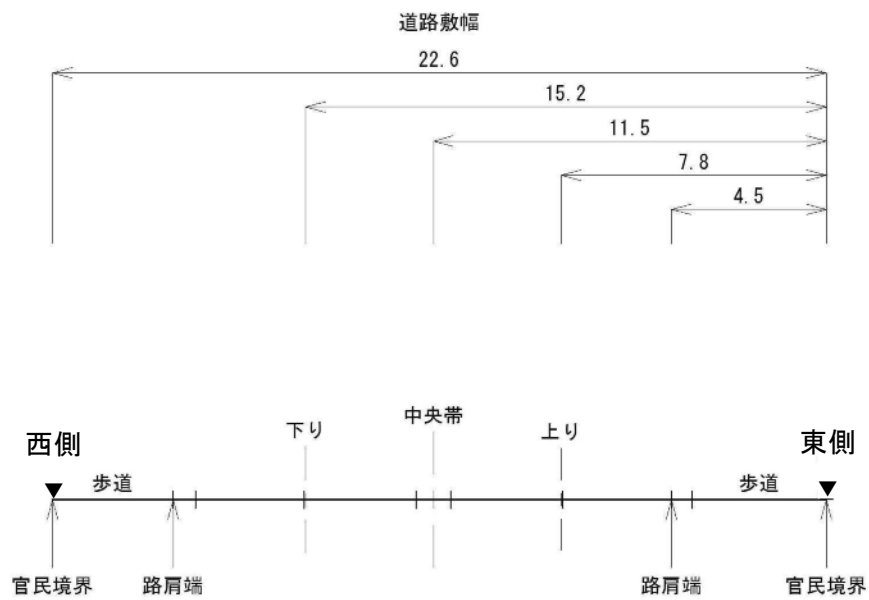 道路敷幅
22.6
15.2
11.5
7.8
4.5
西側
下り
中央帯
上り
東側
歩道
歩道
官民境界
路肩端
路肩端
官民境界